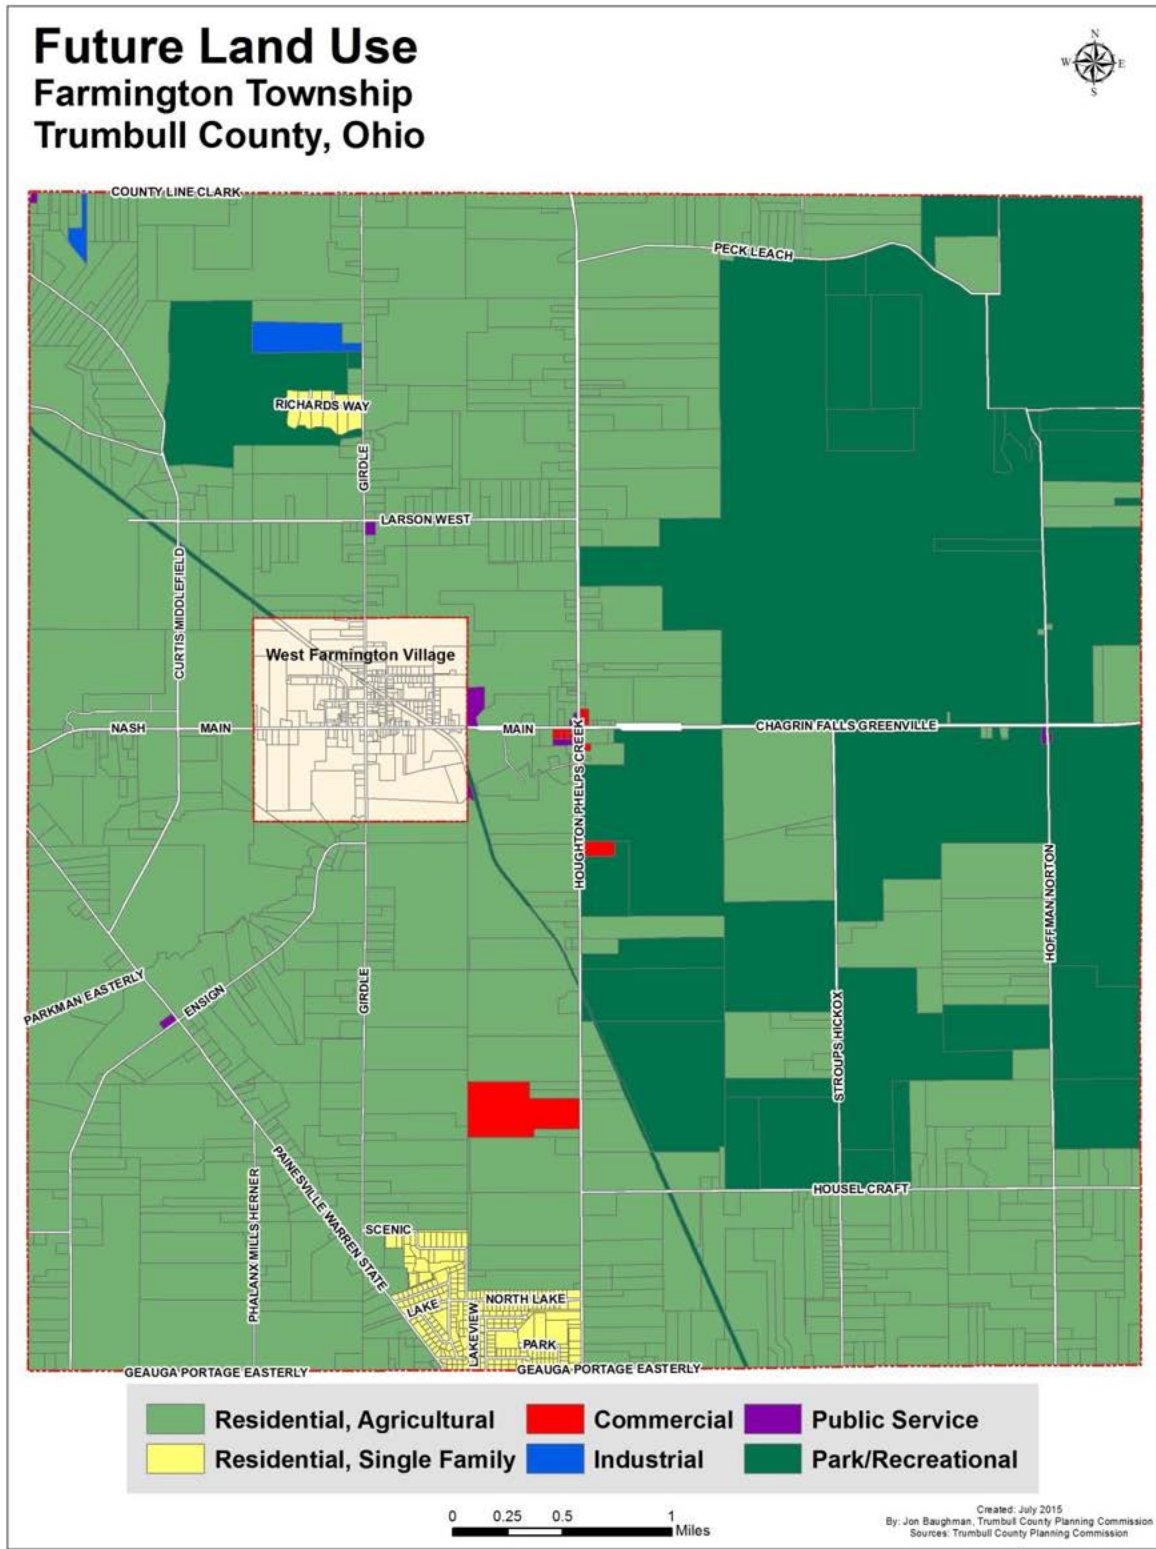 Future Land Use
Farmington Township
Trumbull County, Ohio
N
W E
S
COUNTY LINE CLARK
PECK LEACH
RICHARDS WAY
GIRDLE
LARSON WEST
CURTIS MIDDLEFIELD
West Farmington Village
NASH
MAIN
MAIN
CHAGRIN FALLS GREENVILLE
HOUGHTON PHELPS CREEK
HOFFMAN NORTON
PARKMAN EASTERLY
ENSIGN
GIRDLE
STROUPS HICKOX
PAINESVILLE WARREN STATE
PHALANX MILLS HERNER
HOUSEL CRAFT
SCENIC
LAKE
NORTH LAKE
LAKEVIEW
PARK
GEAUGA PORTAGE EASTERLY
GEAUGA PORTAGE EASTERLY
Residential, Agricultural
Commercial
Public Service
Residential, Single Family
Industrial
Park/Recreational
0 0.25 0.5 1
Miles
Created: July 2015
By: Jon Baughman, Trumbull County Planning Commission
Sources: Trumbull County Planning Commission